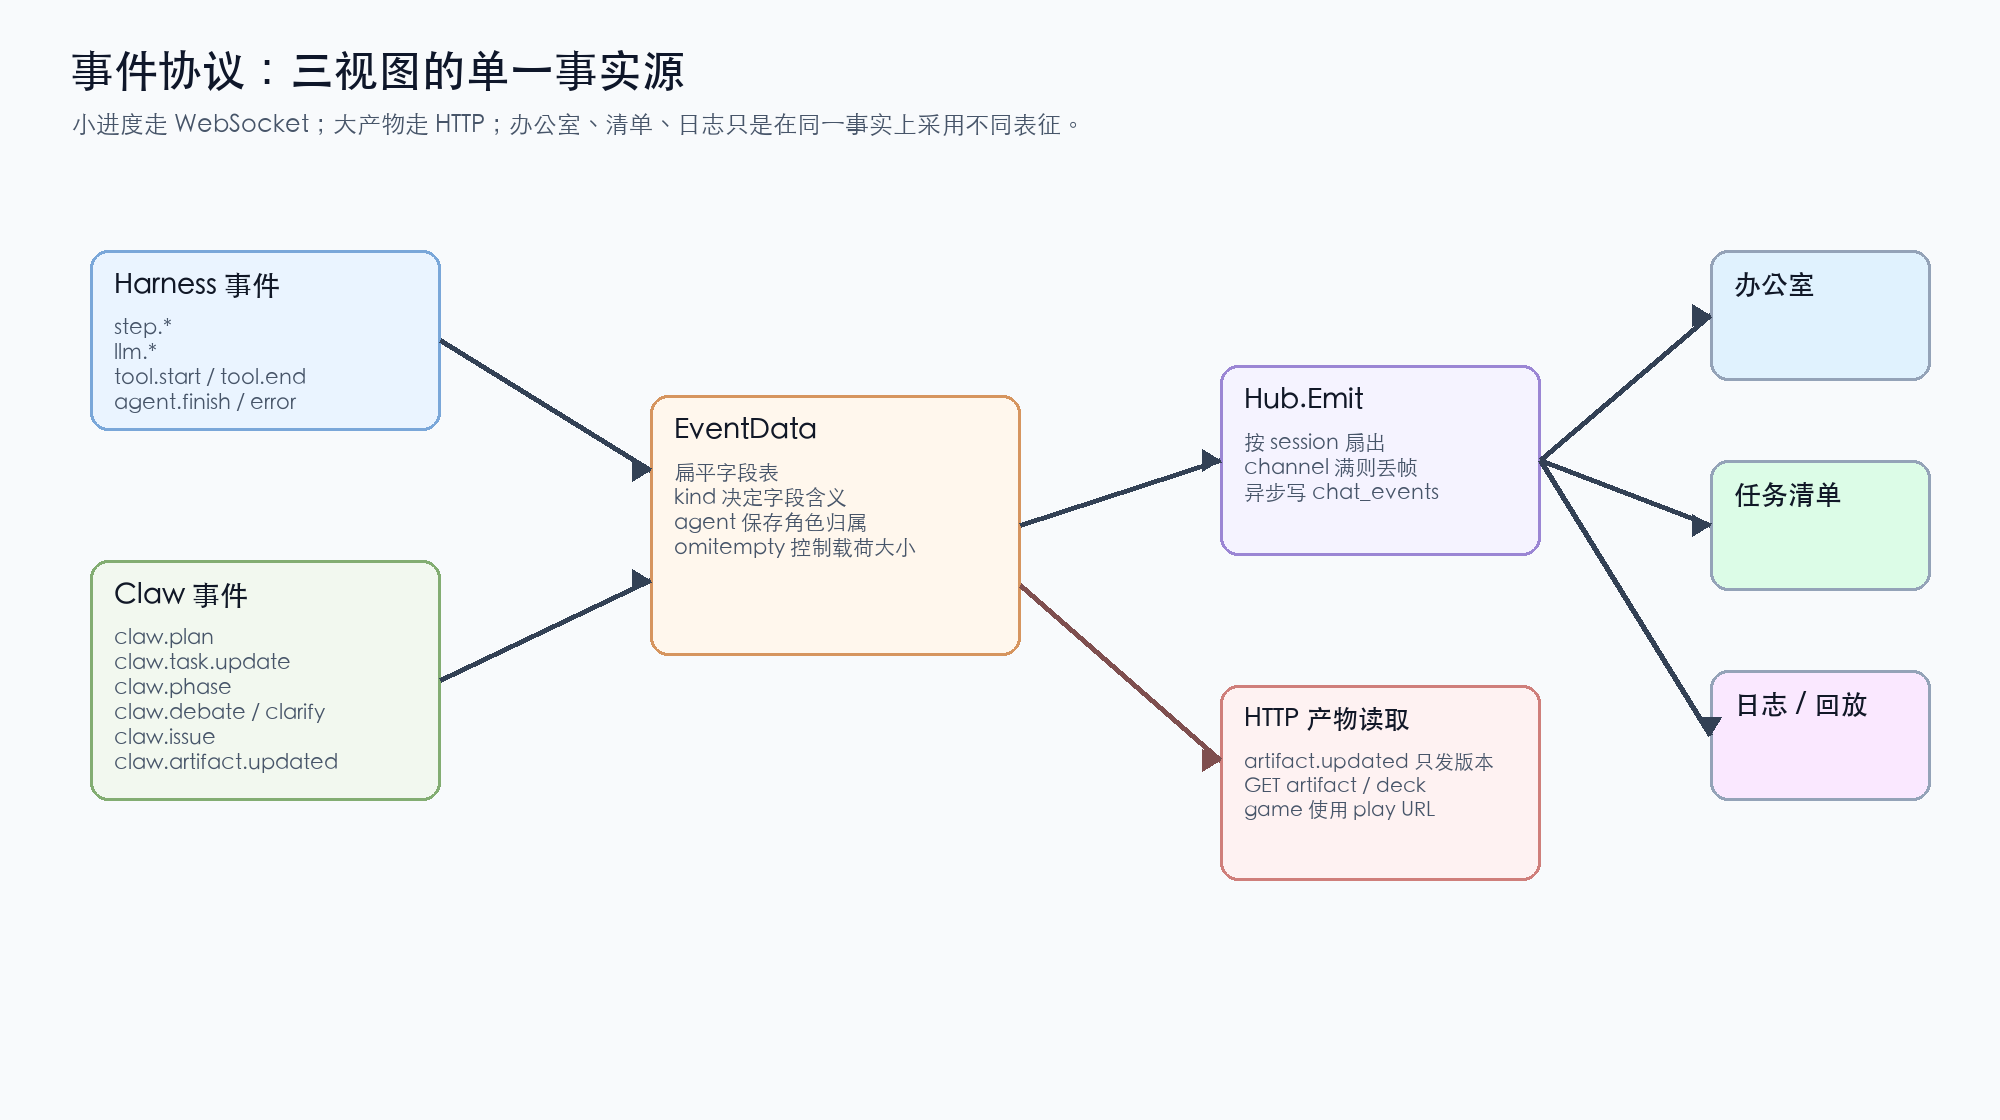 事件协议：三视图的单一事实源
小进度走 WebSocket；大产物走 HTTP；办公室、清单、日志只是在同一事实上采用不同表征。
Harness 事件
step.*
llm.*
tool.start / tool.end
agent.finish / error
Claw 事件
claw.plan
claw.task.update
claw.phase
claw.debate / clarify
claw.issue
claw.artifact.updated
EventData
扁平字段表
kind 决定字段含义
agent 保存角色归属
omitempty 控制载荷大小
Hub.Emit
按 session 扇出
channel 满则丢帧
异步写 chat_events
HTTP 产物读取
artifact.updated 只发版本
GET artifact / deck
game 使用 play URL
办公室
任务清单
日志 / 回放